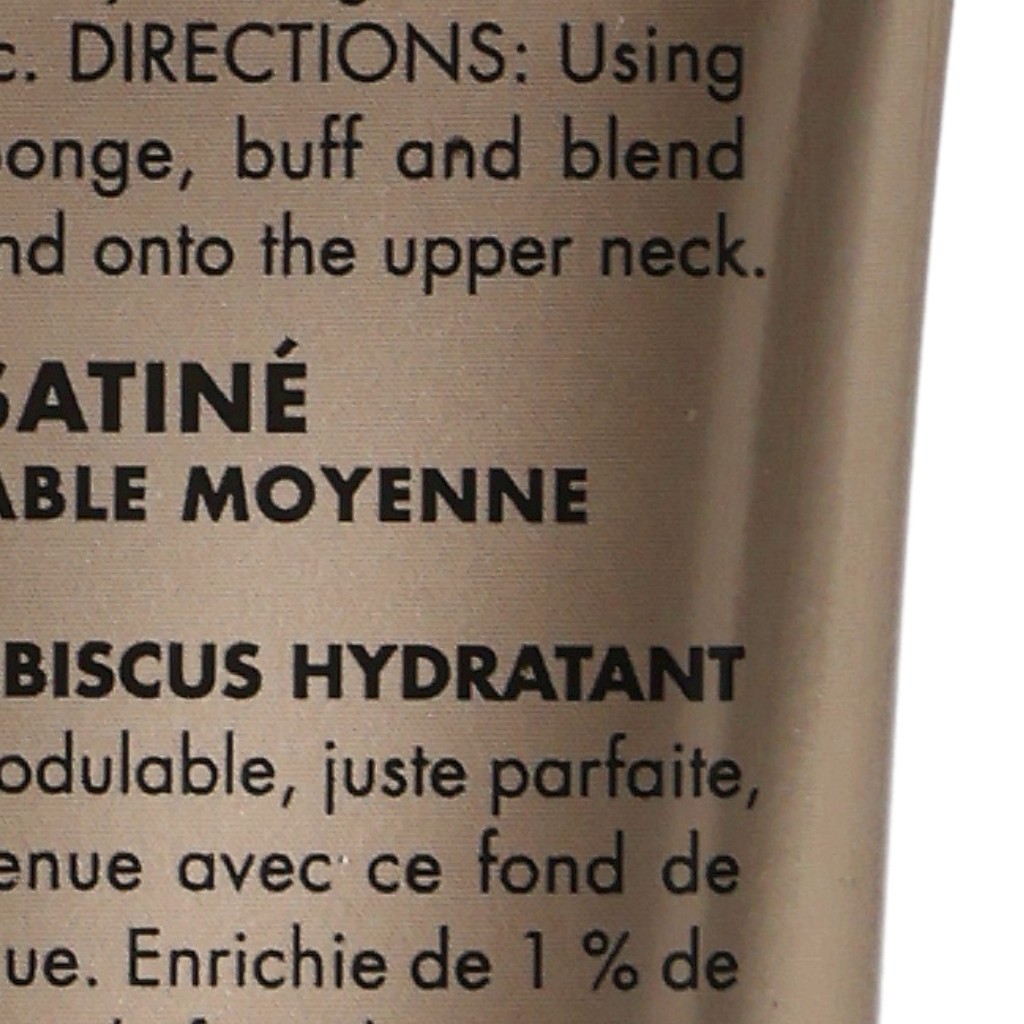 c. DIRECTIONS: Using
onge, buff and blend
nd onto the upper neck.
SATINÉ
ABLE MOYENNE
BISCUS HYDRATANT
odulable, juste parfaite,
enue avec ce fond de
ue. Enrichie de 1 % de